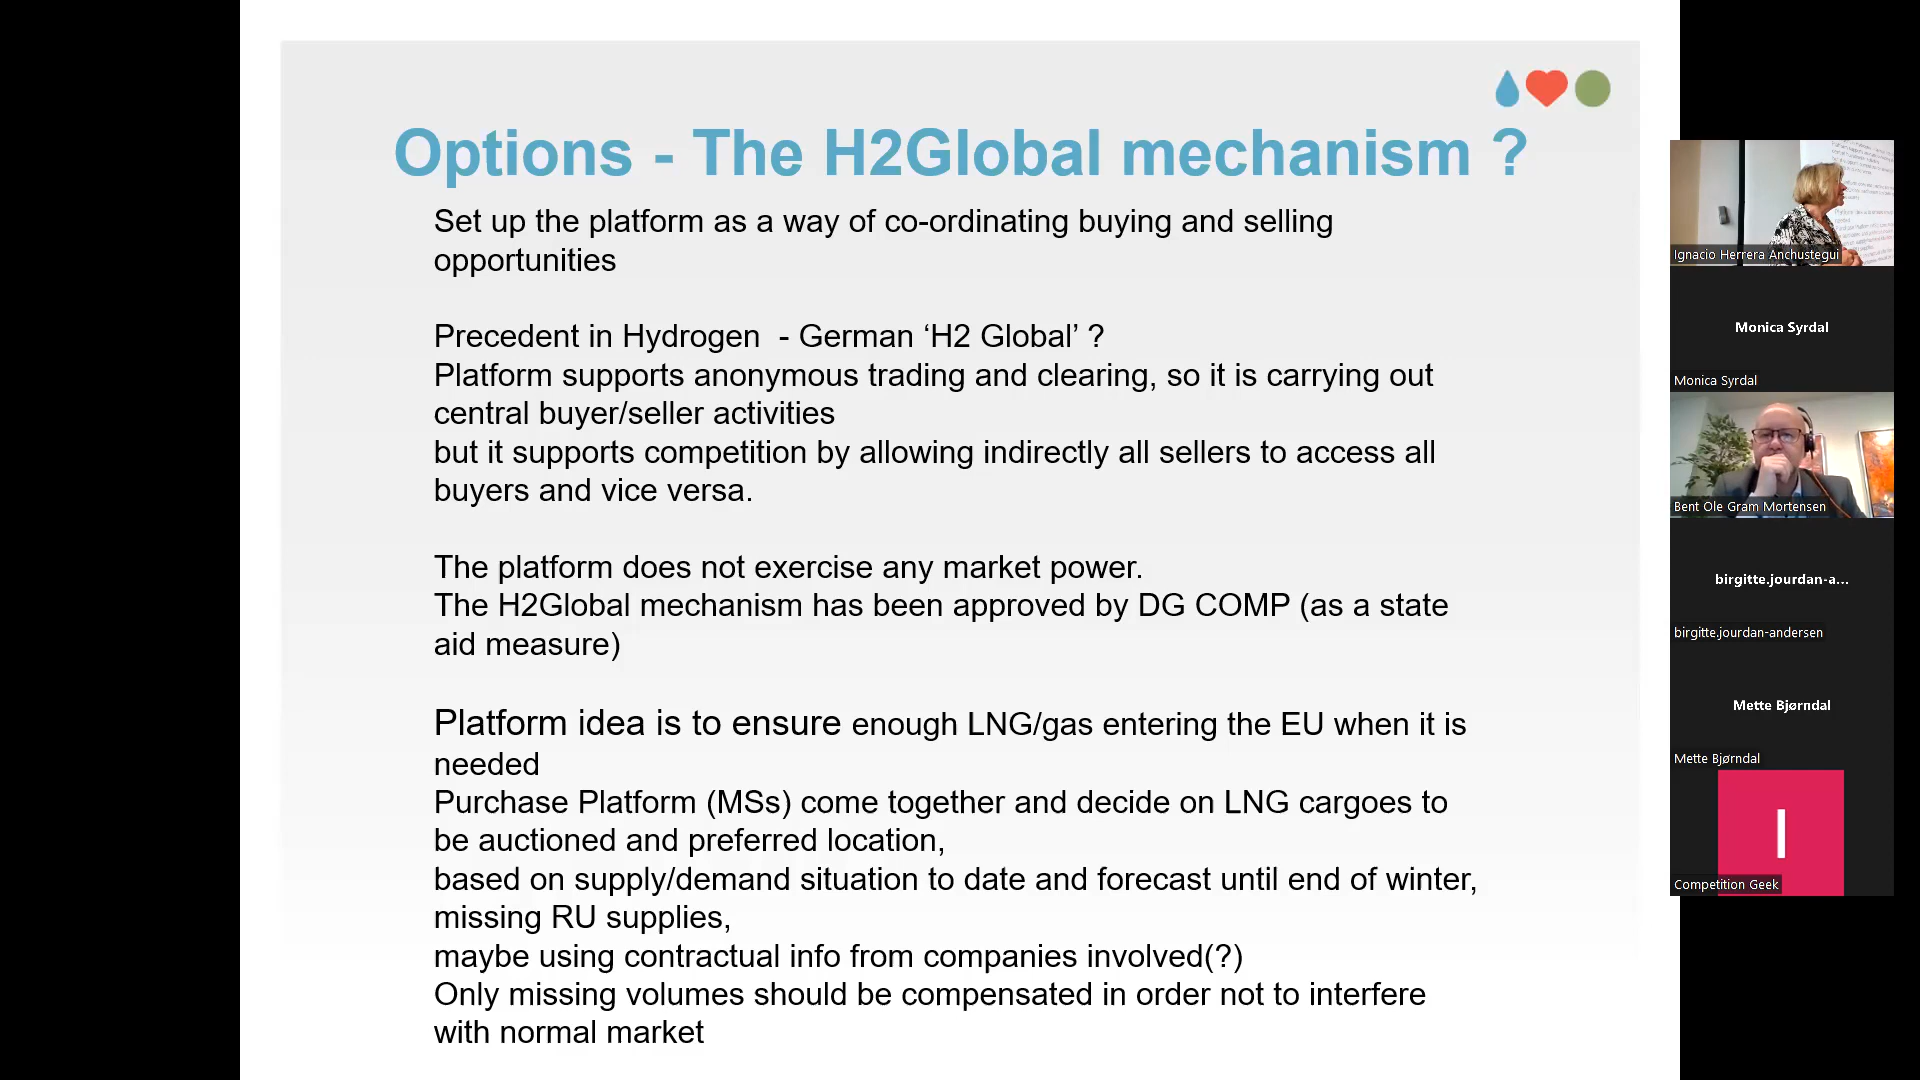 Options - The H2Global mechanism ?
Set up the platform as a way of co-ordinating buying and selling
opportunities
Precedent in Hydrogen  - German ‘H2 Global’ ?
Platform supports anonymous trading and clearing, so it is carrying out
central buyer/seller activities
but it supports competition by allowing indirectly all sellers to access all
buyers and vice versa.
The platform does not exercise any market power.
The H2Global mechanism has been approved by DG COMP (as a state
aid measure)
Platform idea is to ensure enough LNG/gas entering the EU when it is
needed
Purchase Platform (MSs) come together and decide on LNG cargoes to
be auctioned and preferred location,
based on supply/demand situation to date and forecast until end of winter,
missing RU supplies,
maybe using contractual info from companies involved(?)
Only missing volumes should be compensated in order not to interfere
with normal market
Ignacio Herrera Anchustegui
Monica Syrdal
Monica Syrdal
Bent Ole Gram Mortensen
birgitte.jourdan-a...
birgitte.jourdan-andersen
Mette Bjørndal
Mette Bjørndal
I
Competition Geek